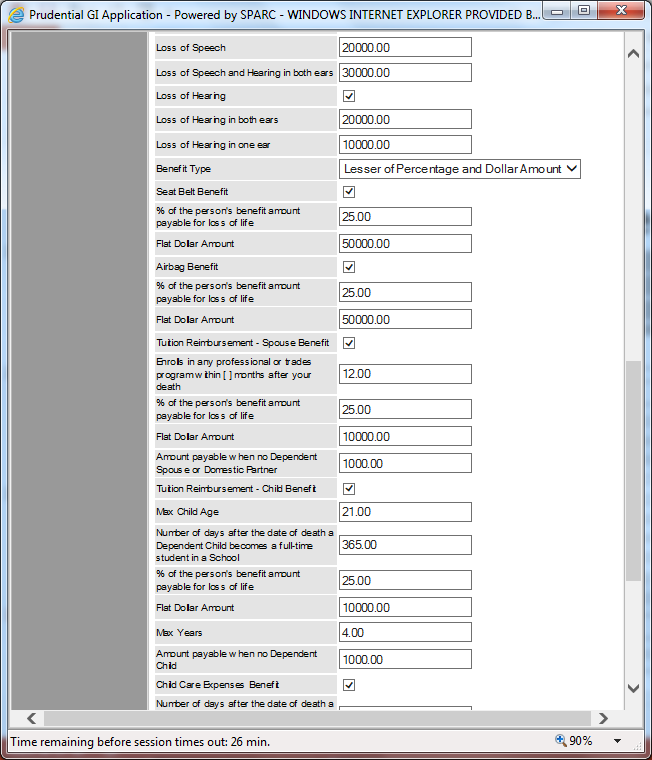 Prudential GI Application - Powered by SPARC - WINDOWS INTERNET EXPLORER PROVIDED B...
Loss of Speech
20000.00
Loss of Speech and Hearing in both ears
30000.00
Loss of Hearing
Loss of Hearing in both ears
20000.00
Loss of Hearing in one ear
10000.00
Benefit Type
Lesser of Percentage and Dollar Amount
Seat Belt Benefit
% of the person's benefit amount
payable for loss of life
25.00
Flat Dollar Amount
50000.00
Airbag Benefit
% of the person's benefit amount
payable for loss of life
25.00
Flat Dollar Amount
50000.00
Tuition Reimbursement - Spouse Benefit
Enrolls in any professional or trades
program within [ ] months after your
death
12.00
% of the person's benefit amount
payable for loss of life
25.00
Flat Dollar Amount
10000.00
Amount payable when no Dependent
Spouse or Domestic Partner
1000.00
Tuition Reimbursement - Child Benefit
Max Child Age
21.00
Number of days after the date of death a
Dependent Child becomes a full-time
student in a School
365.00
% of the person's benefit amount
payable for loss of life
25.00
Flat Dollar Amount
10000.00
Max Years
4.00
Amount payable when no Dependent
Child
1000.00
Child Care Expenses Benefit
Number of days after the date of death a
Time remaining before session times out: 26 min.
90%